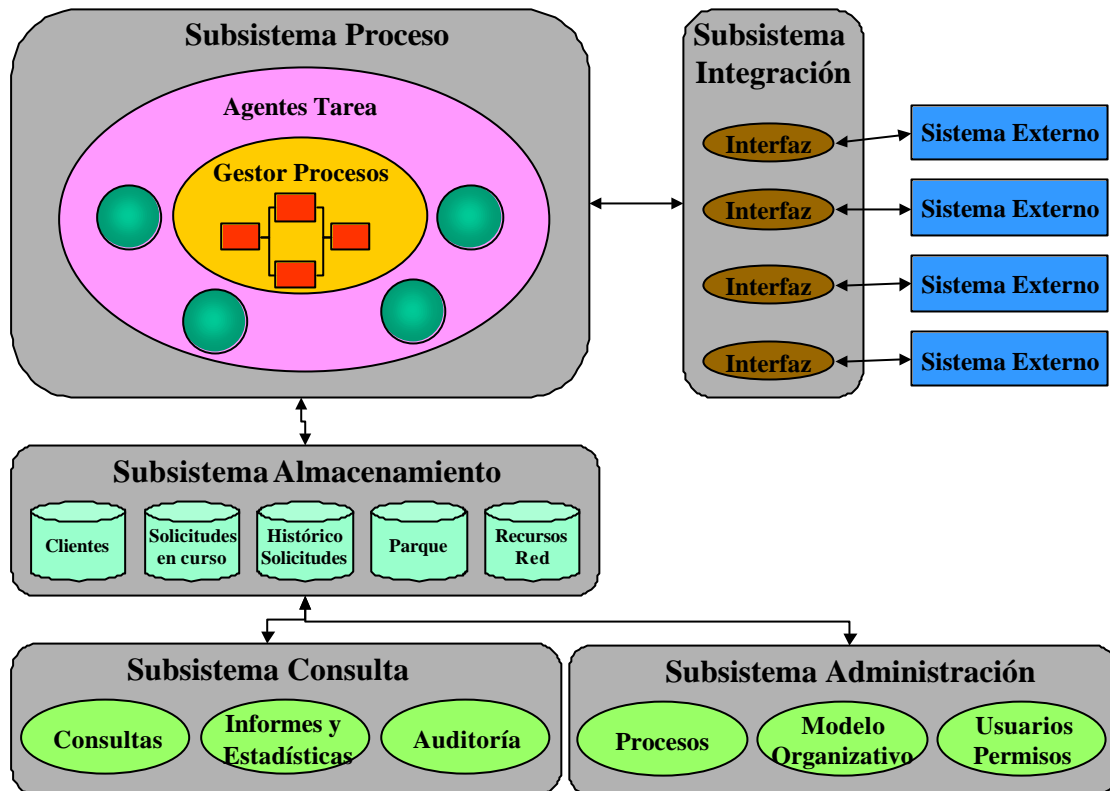 Subsistema Proceso
Agentes Tarea
Gestor Procesos
Subsistema
Integración
Interfaz
Sistema Externo
Interfaz
Sistema Externo
Interfaz
Sistema Externo
Interfaz
Sistema Externo
Subsistema Almacenamiento
Clientes
Solicitudes
en curso
Histórico
Solicitudes
Parque
Recursos
Red
Subsistema Consulta
Consultas
Informes y
Estadísticas
Auditoría
Subsistema Administración
Procesos
Modelo
Organizativo
Usuarios
Permisos